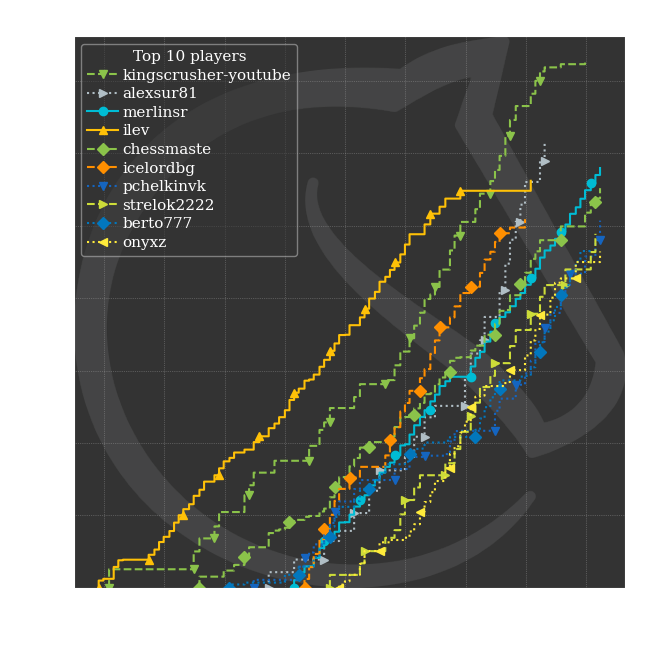 Top 10 players
kingscrusher-youtube
alexsur81
merlinsr
ilev
chessmaste
icelordbg
pchelkinvk
strelok2222
berto777
onyxz